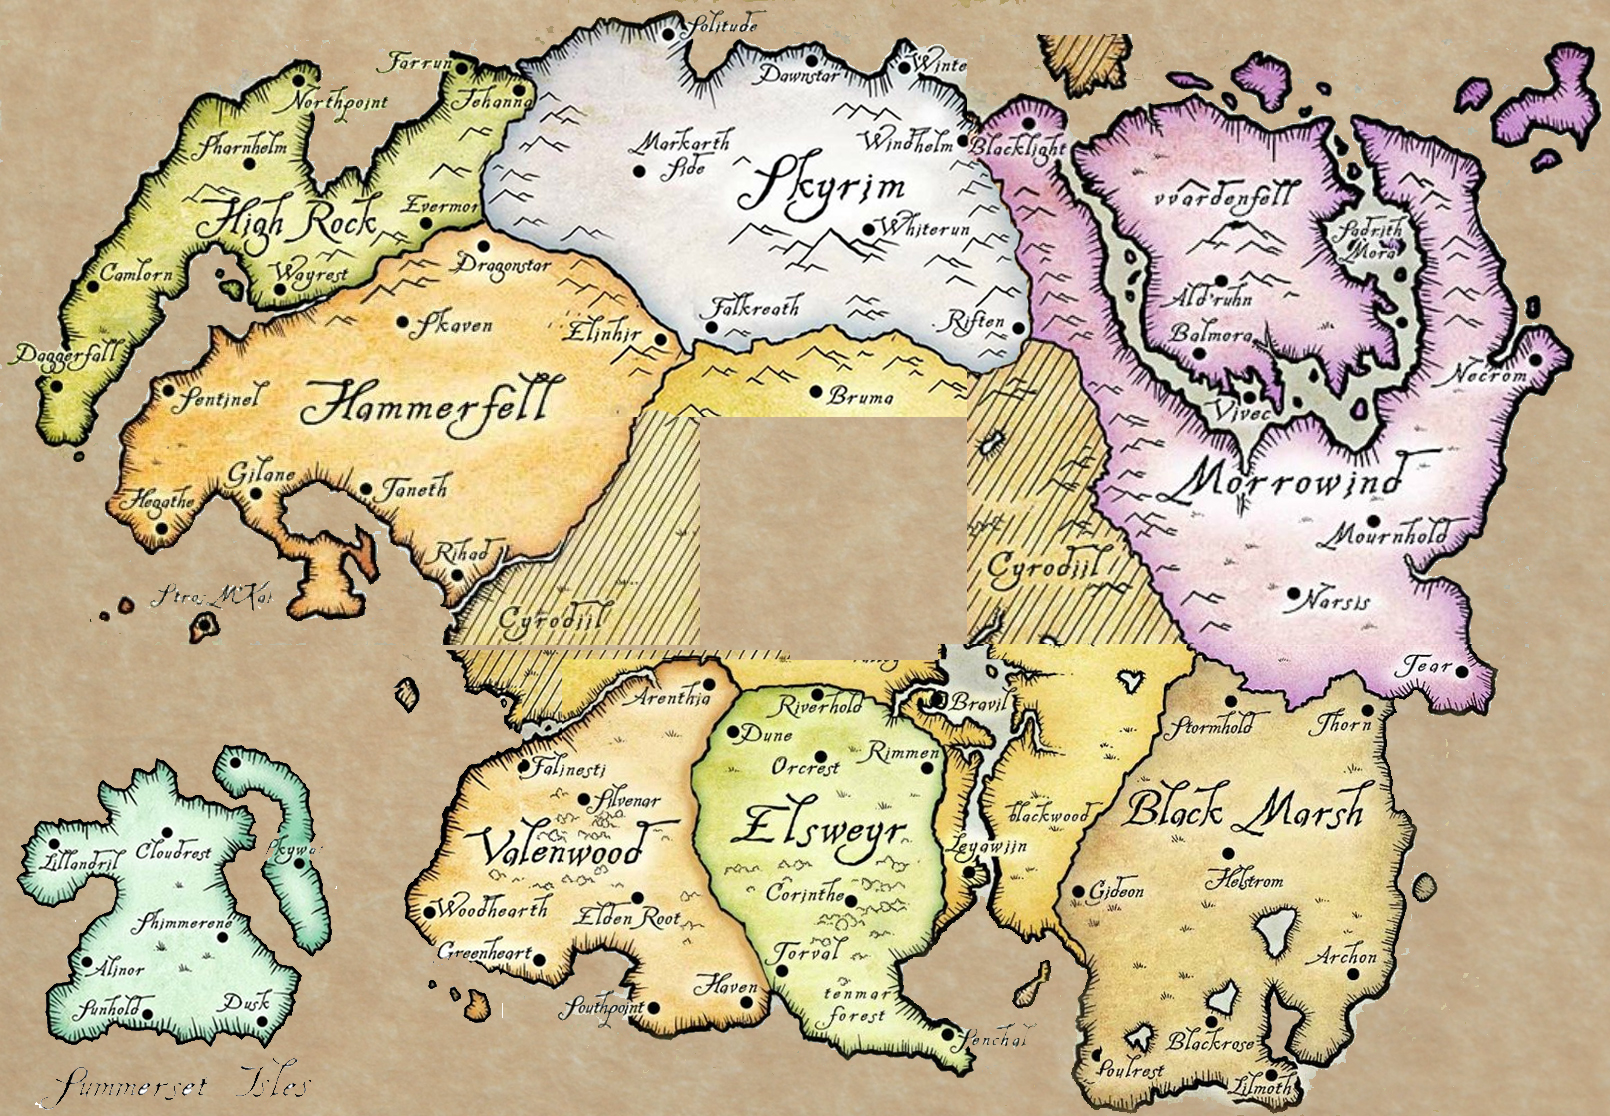 Solitude
Farrun
Dawnstar
Winte
Northpoint
Jehanna
Pharnhelm
Markarth
Side
Windhelm
Blacklight
Skyrim
vvardenfell
High Rock
Evermor
Whiterun
Sadrith
Mora
Camlorn
Wayrest
Dragonstar
Ald'ruhn
Skaven
Falkreath
Riften
Elinhir
Balmora
Daggerfall
Necrom
Sentinel
Hammerfell
Bruma
Vivec
Gilane
Taneth
Morrowind
Hegathe
Mournhold
Rihad
Cyrodiil
Stros M'Kai
Cyrodiil
Narsis
Tear
Arenthia
Riverhold
Bravil
Stormhold
Thorn
Dune
Rimmen
Falinesti
Orcrest
Silvenar
Black Marsh
Elsweyr
blackwood
Valenwood
Cloudrest
Skywa
Lillandril
Leyawiin
Helstrom
Corinthe
Gideon
Woodhearth
Elden Root
Shimmerene
Greenheart
Torval
Archon
Alinor
Haven
tenmar
forest
Sunhold
Dusk
Southpoint
Senchal
Blackrose
Soulrest
Lilmoth
Summerset Isles